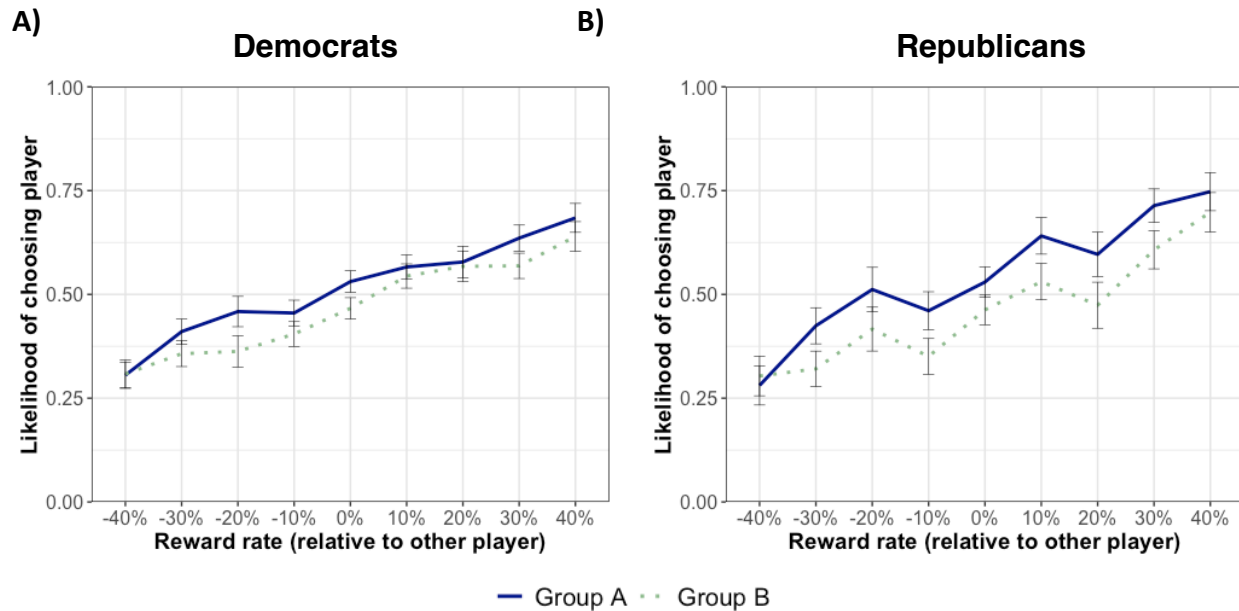 A)
Democrats
Likelihood of choosing player
1.00
0.75
0.50
0.25
0.00
-40% -30% -20% -10% 0% 10% 20% 30% 40%
Reward rate (relative to other player)
B)
Republicans
Likelihood of choosing player
1.00
0.75
0.50
0.25
0.00
-40% -30% -20% -10% 0% 10% 20% 30% 40%
Reward rate (relative to other player)
Group A Group B